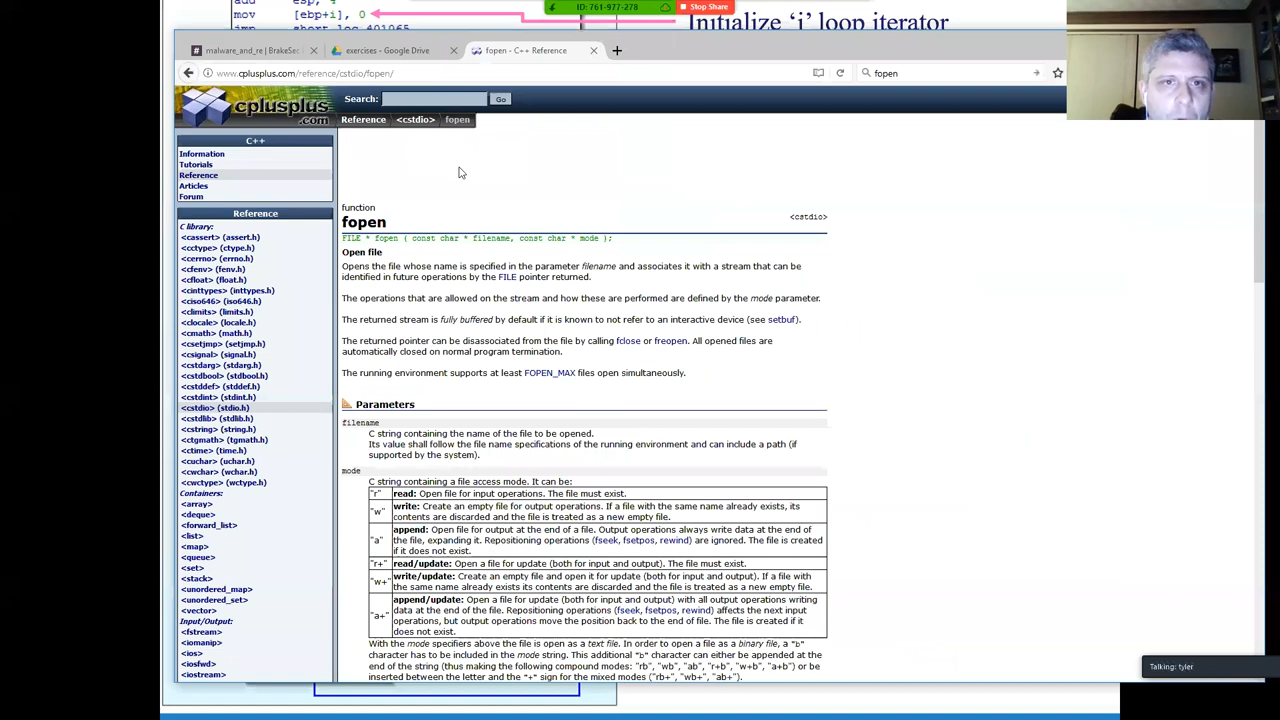 add esp, 4
mov [ebp+i], 0
jmp short loc_401065
Initialize ‘i’ loop iterator
ID: 761-977-278
Stop Share
malware_and_re | BrakeSec
exercises - Google Drive
fopen - C++ Reference
www.cplusplus.com/reference/cstdio/fopen/
fopen
cplusplus
.com
Search:
Go
Reference
<cstdio>
fopen
C++
Information
Tutorials
Reference
Articles
Forum
Reference
C library:
<cassert> (assert.h)
<cctype> (ctype.h)
<cerrno> (errno.h)
<cfenv> (fenv.h)
<cfloat> (float.h)
<cinttypes> (inttypes.h)
<ciso646> (iso646.h)
<climits> (limits.h)
<clocale> (locale.h)
<cmath> (math.h)
<csetjmp> (setjmp.h)
<csignal> (signal.h)
<cstdarg> (stdarg.h)
<cstdbool> (stdbool.h)
<cstddef> (stddef.h)
<cstdint> (stdint.h)
<cstdio> (stdio.h)
<cstdlib> (stdlib.h)
<cstring> (string.h)
<ctgmath> (tgmath.h)
<ctime> (time.h)
<cuchar> (uchar.h)
<cwchar> (wchar.h)
<cwctype> (wctype.h)
Containers:
<array>
<deque>
<forward_list>
<list>
<map>
<queue>
<set>
<stack>
<unordered_map>
<unordered_set>
<vector>
Input/Output:
<fstream>
<iomanip>
<ios>
<iosfwd>
<iostream>
function
fopen
<cstdio>
FILE * fopen ( const char * filename, const char * mode );
Open file
Opens the file whose name is specified in the parameter filename and associates it with a stream that can be
identified in future operations by the FILE pointer returned.
The operations that are allowed on the stream and how these are performed are defined by the mode parameter.
The returned stream is fully buffered by default if it is known to not refer to an interactive device (see setbuf).
The returned pointer can be disassociated from the file by calling fclose or freopen. All opened files are
automatically closed on normal program termination.
The running environment supports at least FOPEN_MAX files open simultaneously.
Parameters
filename
C string containing the name of the file to be opened.
Its value shall follow the file name specifications of the running environment and can include a path (if
supported by the system).
mode
C string containing a file access mode. It can be:
"r" read: Open file for input operations. The file must exist.
"w" write: Create an empty file for output operations. If a file with the same name already exists, its
contents are discarded and the file is treated as a new empty file.
"a" append: Open file for output at the end of a file. Output operations always write data at the end of
the file, expanding it. Repositioning operations (fseek, fsetpos, rewind) are ignored. The file is created
if it does not exist.
"r+" read/update: Open a file for update (both for input and output). The file must exist.
"w+" write/update: Create an empty file and open it for update (both for input and output). If a file with
the same name already exists its contents are discarded and the file is treated as a new empty file.
"a+" append/update: Open a file for update (both for input and output) with all output operations writing
data at the end of the file. Repositioning operations (fseek, fsetpos, rewind) affects the next input
operations, but output operations move the position back to the end of file. The file is created if it
does not exist.
With the mode specifiers above the file is open as a text file. In order to open a file as a binary file, a "b"
character has to be included in the mode string. This additional "b" character can either be appended at the
end of the string (thus making the following compound modes: "rb", "wb", "ab", "r+b", "w+b", "a+b") or be
inserted between the letter and the "+" sign for the mixed modes ("rb+", "wb+", "ab+").
Talking: tyler